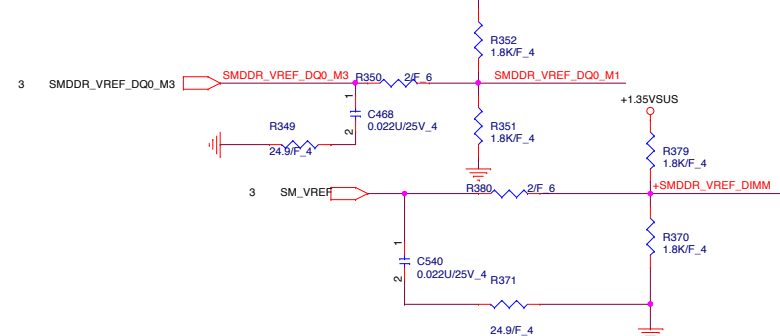 R352
1.8K/F_4
3 SMDDR_VREF_DQ0_M3 SMDDR_VREF_DQ0_M3 R350 2/F_6 SMDDR_VREF_DQ0_M1
1
C468
0.022U/25V_4
2
R349
24.9/F_4
R351
1.8K/F_4
+1.35VSUS
R379
1.8K/F_4
3 SM_VREF R380 2/F_6 +SMDDR_VREF_DIMM
R370
1.8K/F_4
1
C540
0.022U/25V_4
2
R371
24.9/F_4